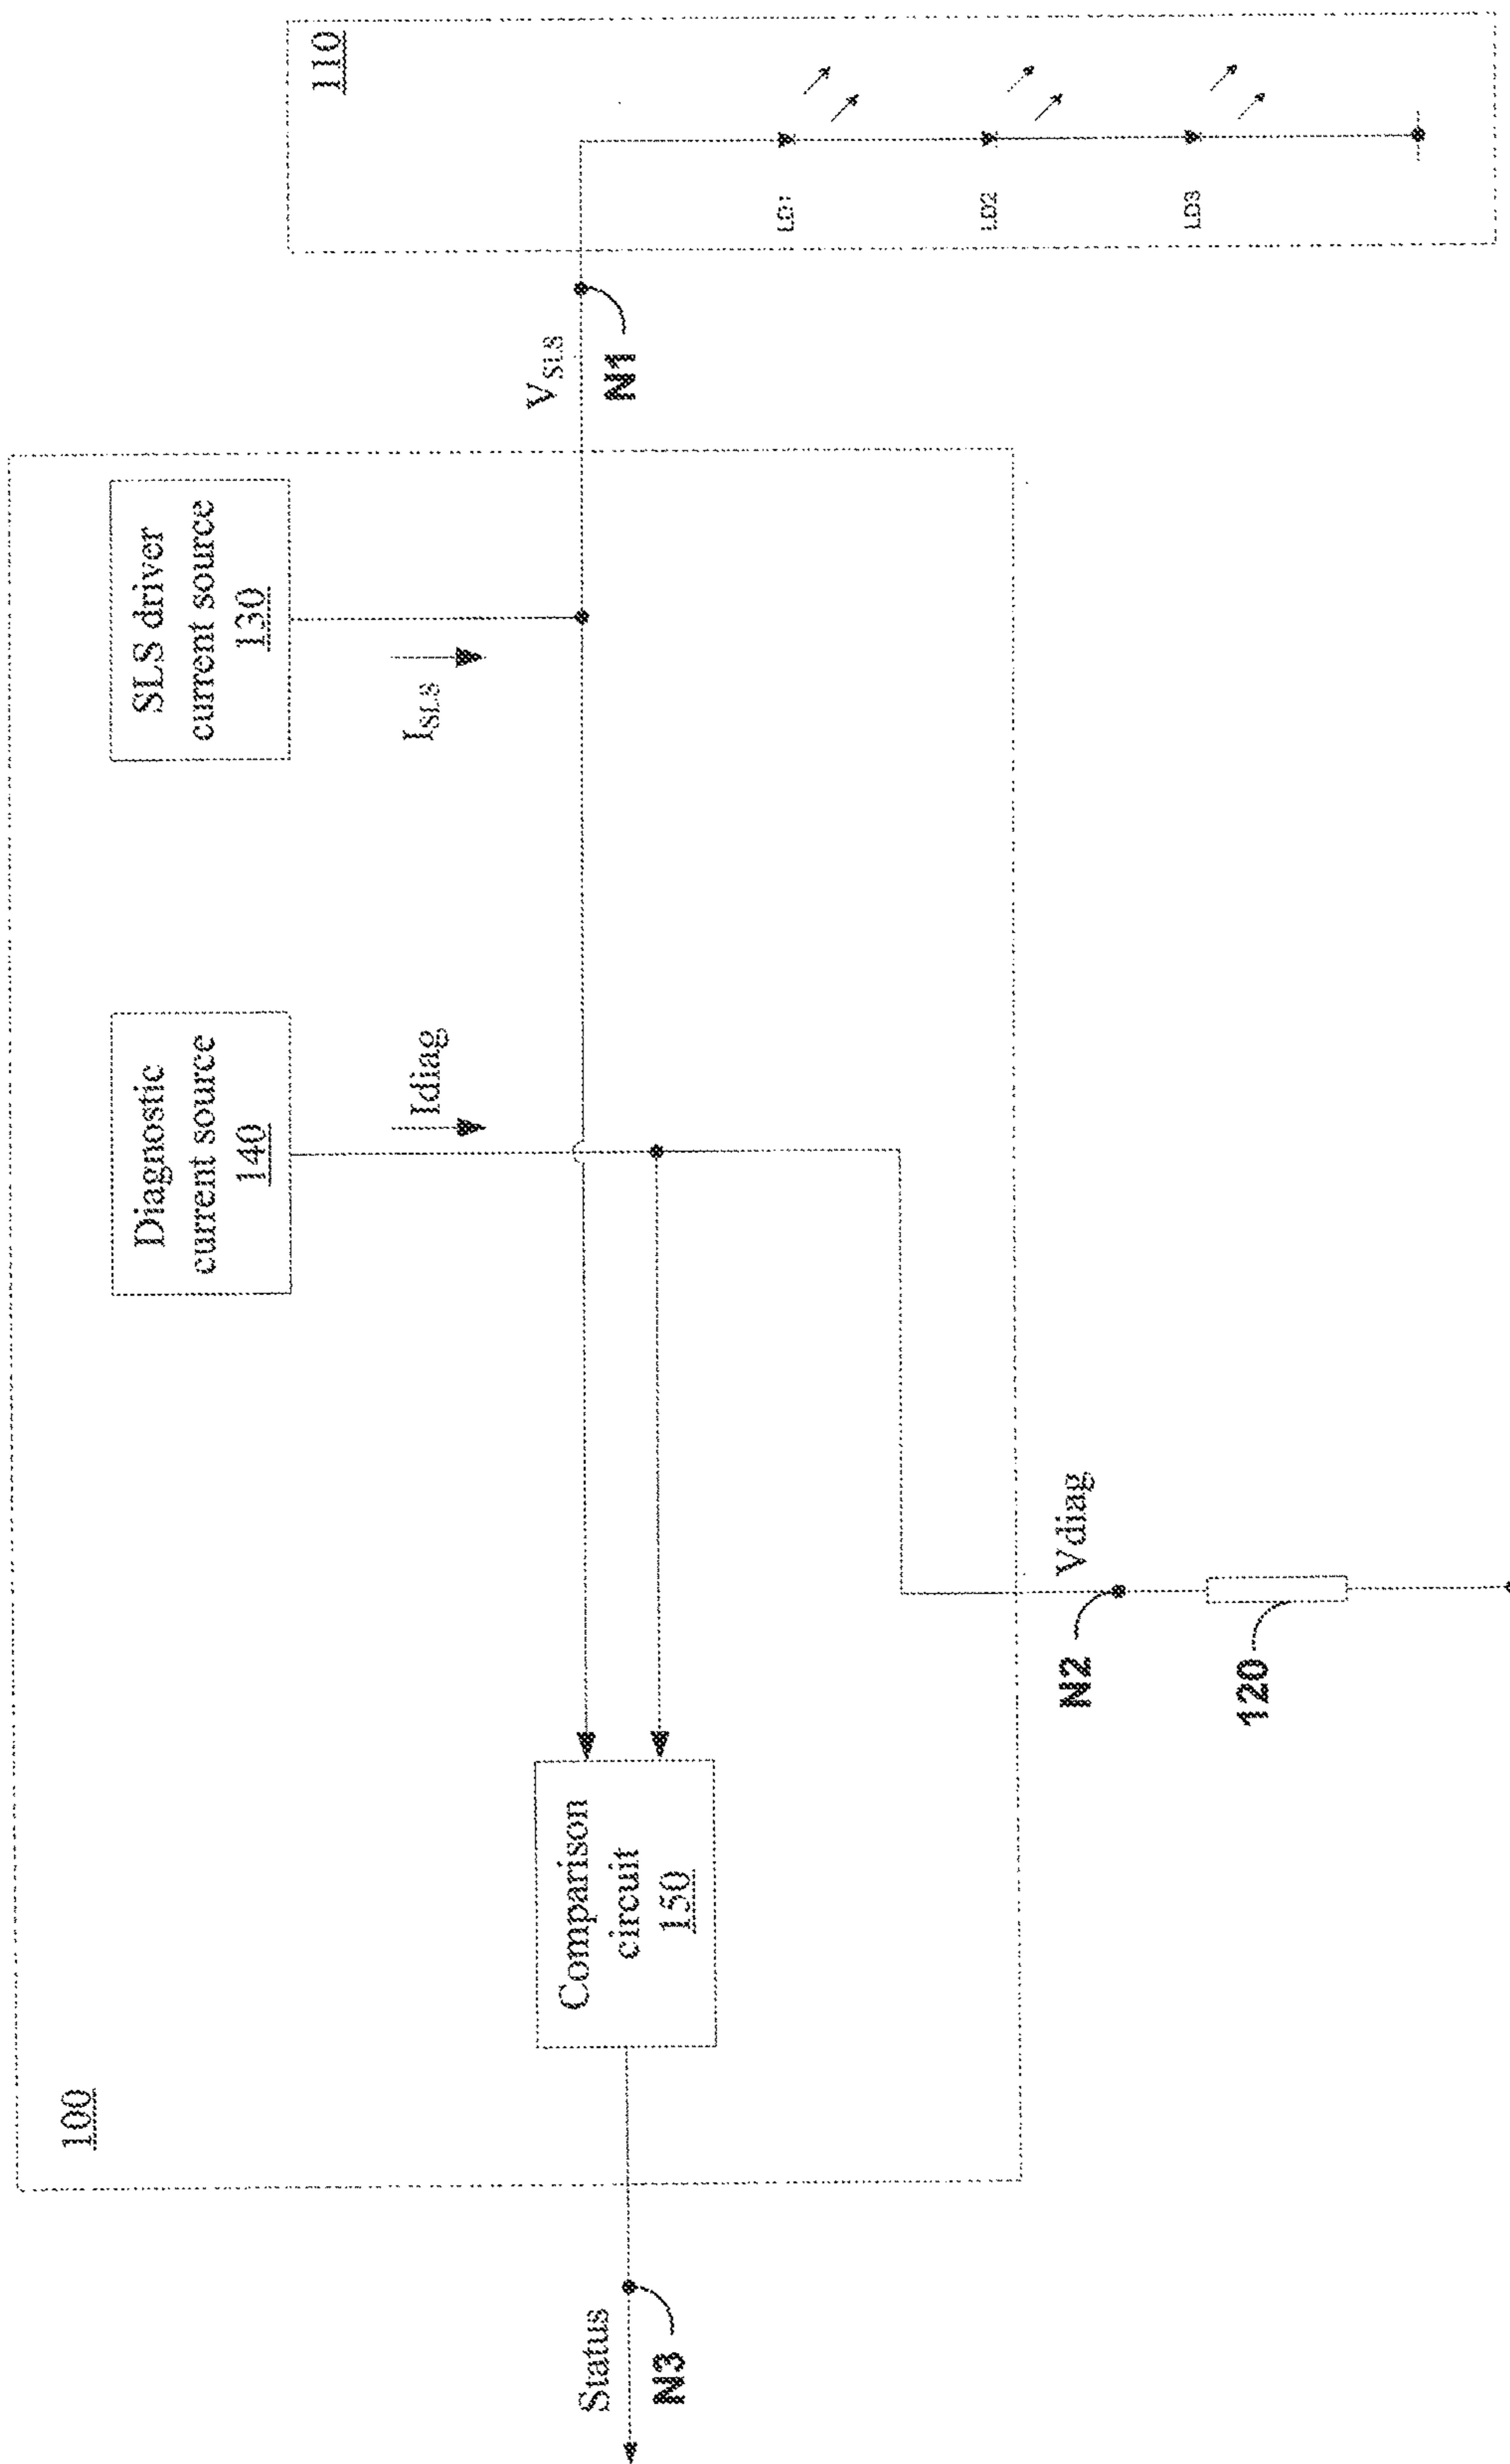 100
Diagnostic
current source
140
SLS driver
current source
130
110
Idiag
I_SLS
Status
N3
Comparison
circuit
150
V_SLS
N1
LD1
LD2
LD3
Vdiag
N2
120